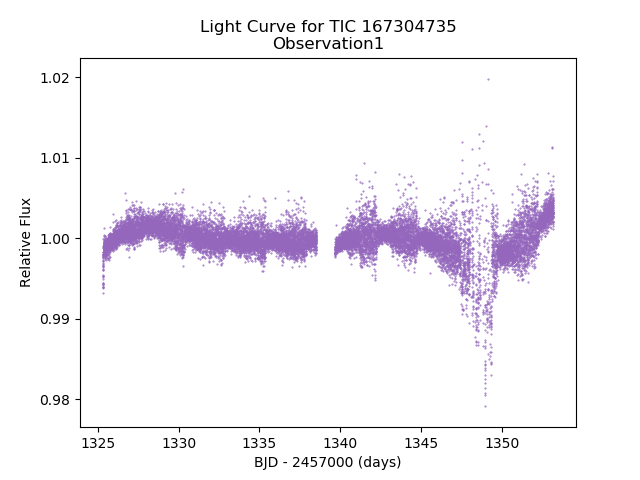 Light Curve for TIC 167304735
Observation1
1.02
1.01
1.00
0.99
0.98
Relative Flux
1325
1330
1335
1340
1345
1350
BJD - 2457000 (days)